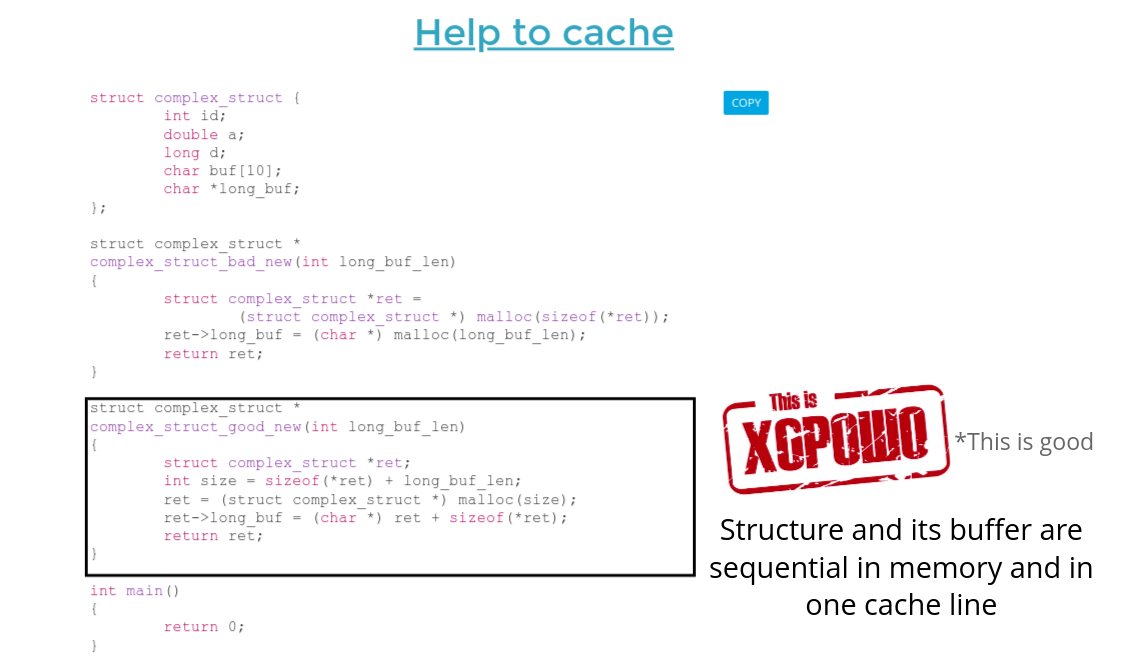 Help to cache
struct complex_struct {
int id;
double a;
long d;
char buf[10];
char *long_buf;
};
COPY
struct complex_struct *
complex_struct_bad_new(int long_buf_len)
{
struct complex_struct *ret =
(struct complex_struct *) malloc(sizeof(*ret));
ret->long_buf = (char *) malloc(long_buf_len);
return ret;
}
struct complex_struct *
complex_struct_good_new(int long_buf_len)
{
struct complex_struct *ret;
int size = sizeof(*ret) + long_buf_len;
ret = (struct complex_struct *) malloc(size);
ret->long_buf = (char *) ret + sizeof(*ret);
return ret;
}
int main()
{
return 0;
}
This is
XGPOWO
*This is good
Structure and its buffer are
sequential in memory and in
one cache line